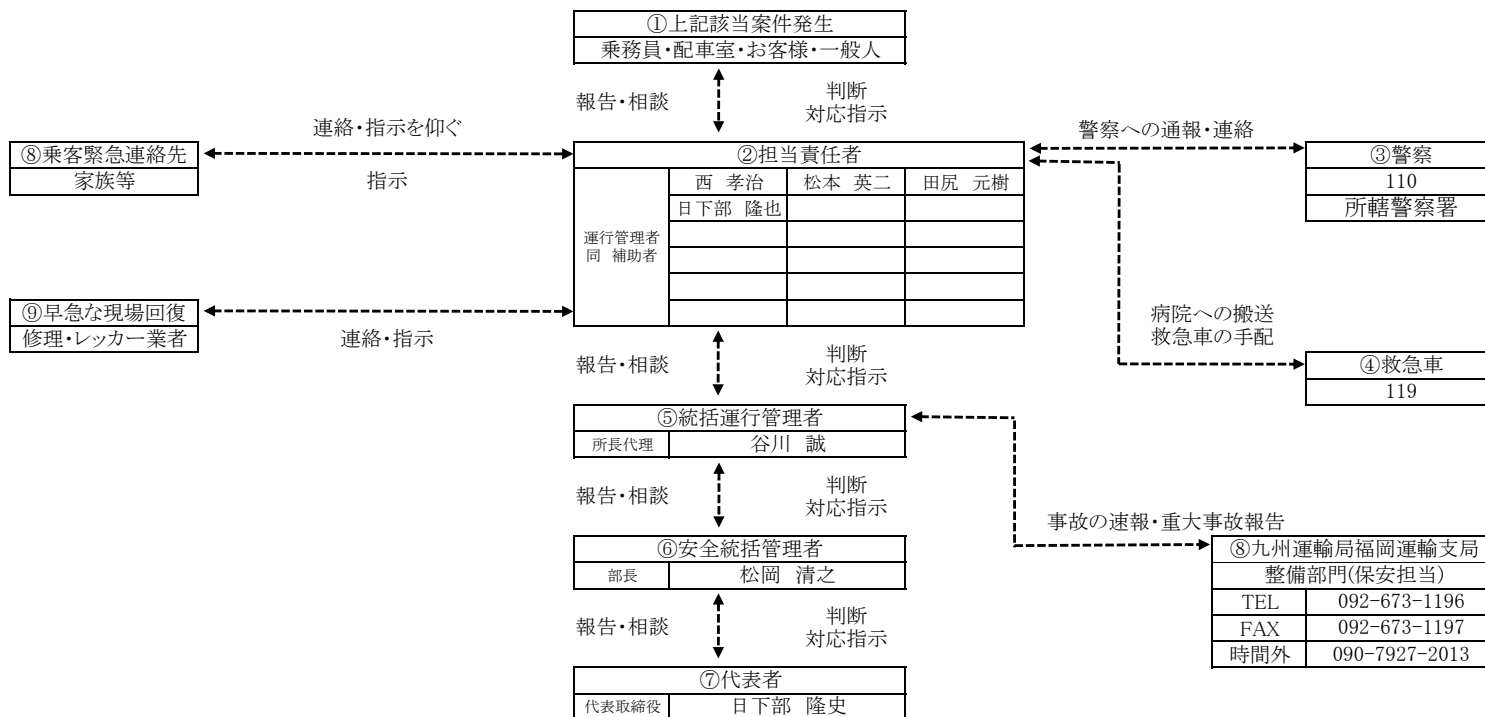 ①上記該当案件発生
乗務員・配車室・お客様・一般人
報告・相談
判断
対応指示
連絡・指示を仰ぐ
指示
⑧乗客緊急連絡先
家族等
②担当責任者
運行管理者
同 補助者
西 孝治 松本 英二 田尻 元樹
日下部 隆也
警察への通報・連絡
③警察
110
所轄警察署
⑨早急な現場回復
修理・レッカー業者
連絡・指示
病院への搬送
救急車の手配
④救急車
119
報告・相談
判断
対応指示
⑤統括運行管理者
所長代理 谷川 誠
報告・相談
判断
対応指示
事故の速報・重大事故報告
⑥安全統括管理者
部長 松岡 清之
⑧九州運輸局福岡運輸支局
整備部門(保安担当)
TEL 092-673-1196
FAX 092-673-1197
時間外 090-7927-2013
報告・相談
判断
対応指示
⑦代表者
代表取締役 日下部 隆史